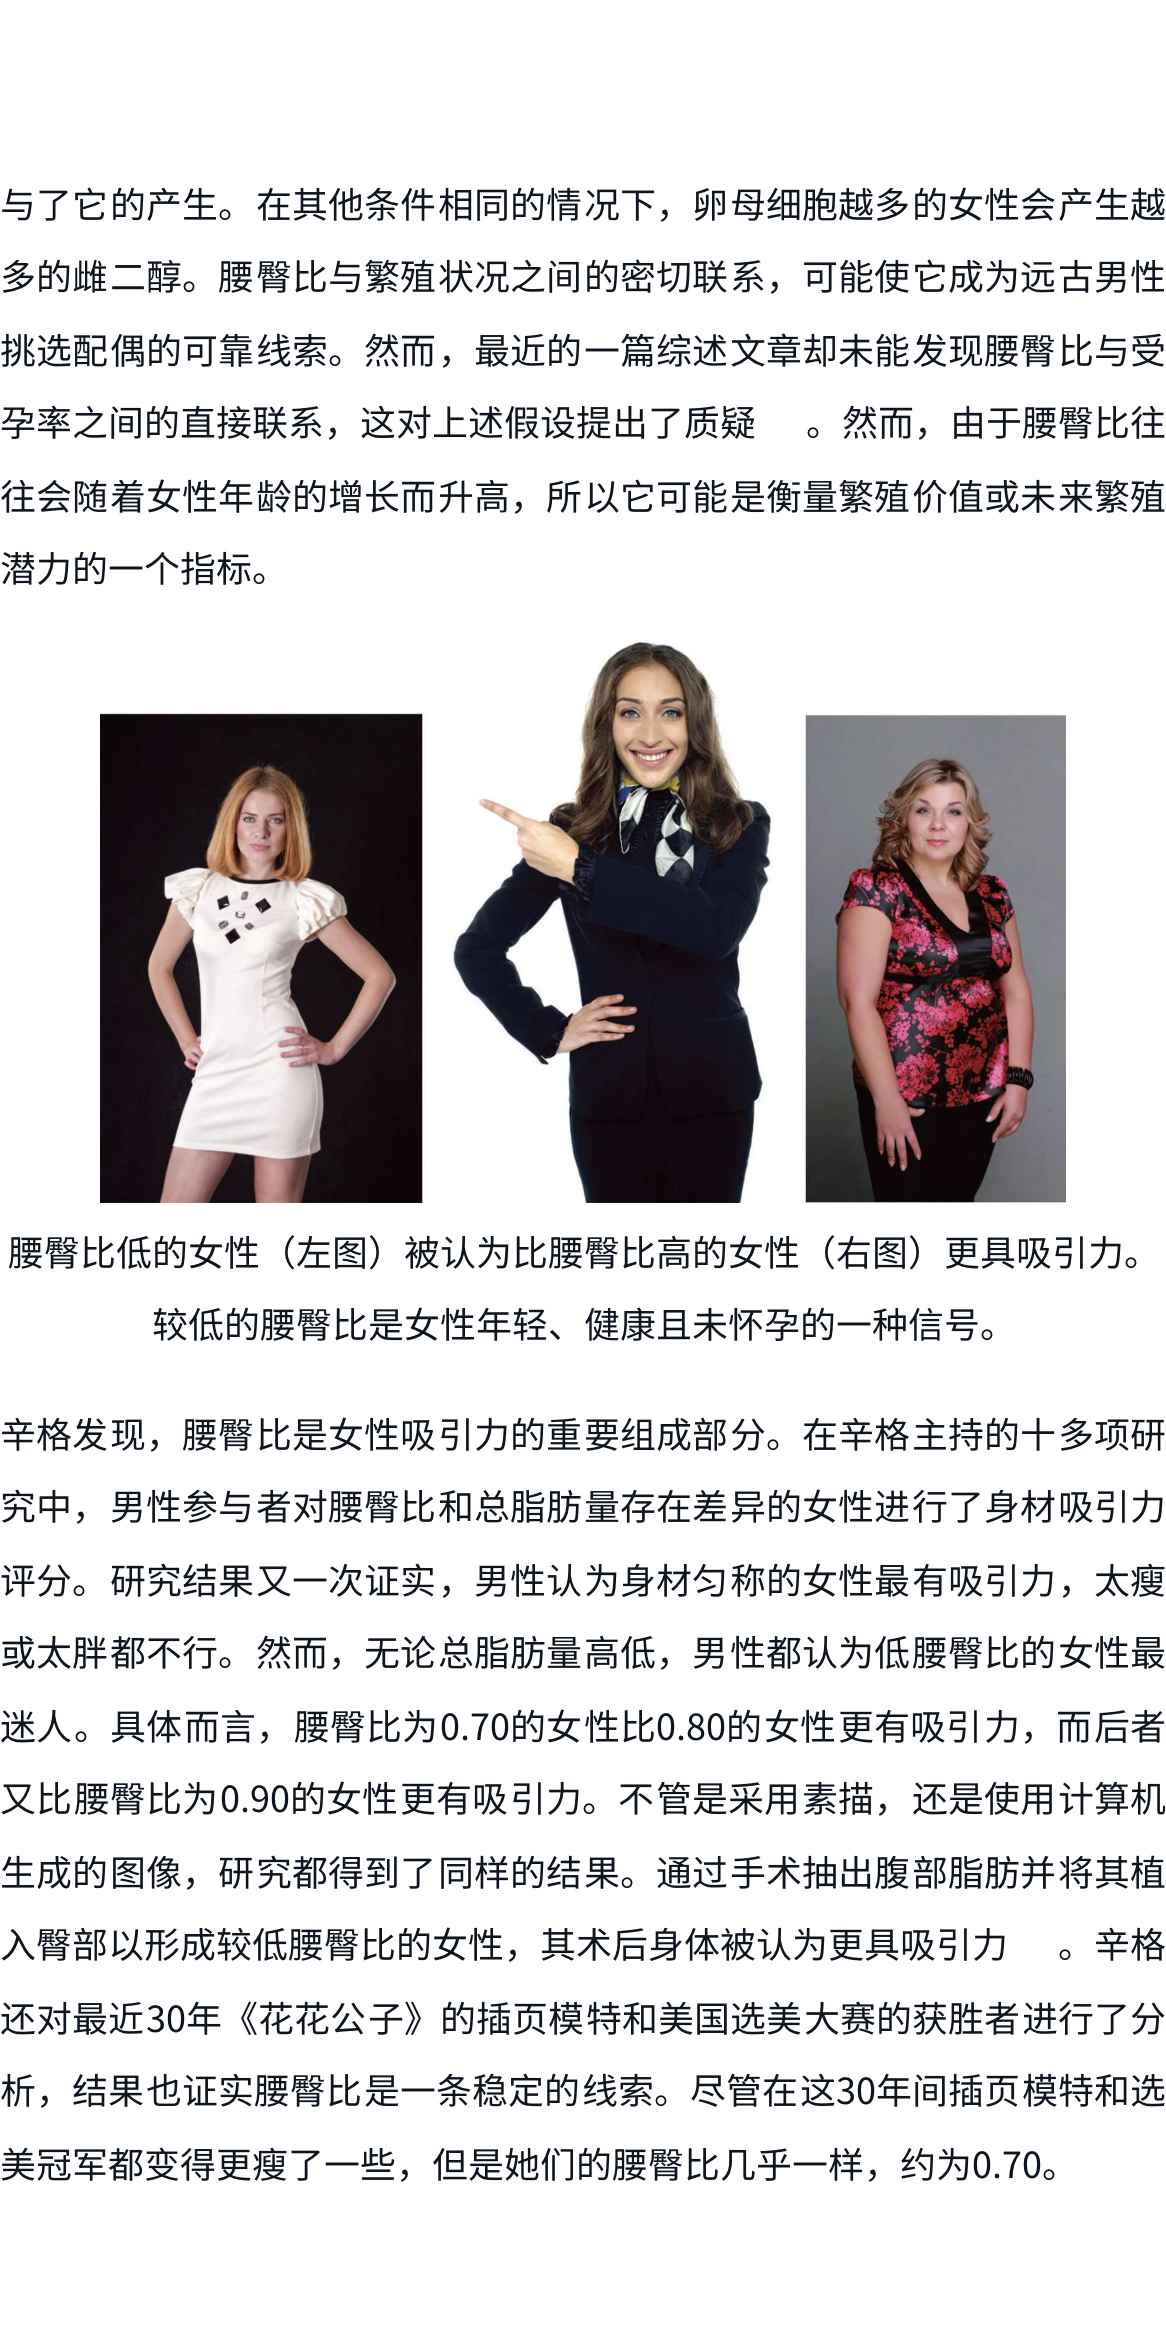 与了它的产生。在其他条件相同的情况下，卵母细胞越多的女性会产生越
多的雌二醇。腰臀比与繁殖状况之间的密切联系，可能使它成为远古男性
挑选配偶的可靠线索。然而，最近的一篇综述文章却未能发现腰臀比与受
孕率之间的直接联系，这对上述假设提出了质疑 。然而，由于腰臀比往
往会随着女性年龄的增长而升高，所以它可能是衡量繁殖价值或未来繁殖
潜力的一个指标。
腰臀比低的女性（左图）被认为比腰臀比高的女性（右图）更具吸引力。
较低的腰臀比是女性年轻、健康且未怀孕的一种信号。
辛格发现，腰臀比是女性吸引力的重要组成部分。在辛格主持的十多项研
究中，男性参与者对腰臀比和总脂肪量存在差异的女性进行了身材吸引力
评分。研究结果又一次证实，男性认为身材匀称的女性最有吸引力，太瘦
或太胖都不行。然而，无论总脂肪量高低，男性都认为低腰臀比的女性最
迷人。具体而言，腰臀比为0.70的女性比0.80的女性更有吸引力，而后者
又比腰臀比为0.90的女性更有吸引力。不管是采用素描，还是使用计算机
生成的图像，研究都得到了同样的结果。通过手术抽出腹部脂肪并将其植
入臀部以形成较低腰臀比的女性，其术后身体被认为更具吸引力 。辛格
还对最近30年《花花公子》的插页模特和美国选美大赛的获胜者进行了分
析，结果也证实腰臀比是一条稳定的线索。尽管在这30年间插页模特和选
美冠军都变得更瘦了一些，但是她们的腰臀比几乎一样，约为0.70。